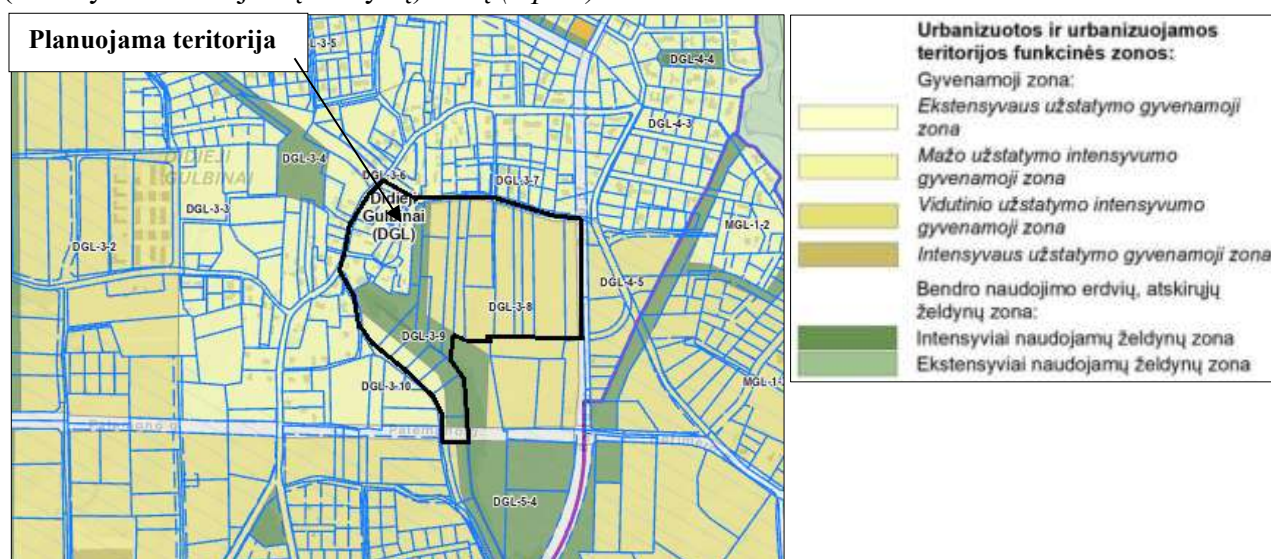 Planuojama teritorija
DGL-4-4
DGL-4-3
DGL-3-4
DIDIEJI
GULBINAI
DGL-3-6
DGL-3-7
Didieji
Gulbinai
(DGL)
DGL-3-3
DGL-3-2
MGL-1-2
DGL-4-5
DGL-3-8
DGL-3-9
DGL-3-10
DGL-5-4
Urbanizuotos ir urbanizuojamos
teritorijos funkcinės zonos:
Gyvenamoji zona:
Ekstensyvaus užstatymo gyvenamoji
zona
Mažo užstatymo intensyvumo
gyvenamoji zona
Vidutinio užstatymo intensyvumo
gyvenamoji zona
Intensyvaus užstatymo gyvenamoji zona
Bendro naudojimo erdvių, atskirųjų
želdynų zona:
Intensyviai naudojamų želdynų zona
Ekstensyviai naudojamų želdynų zona